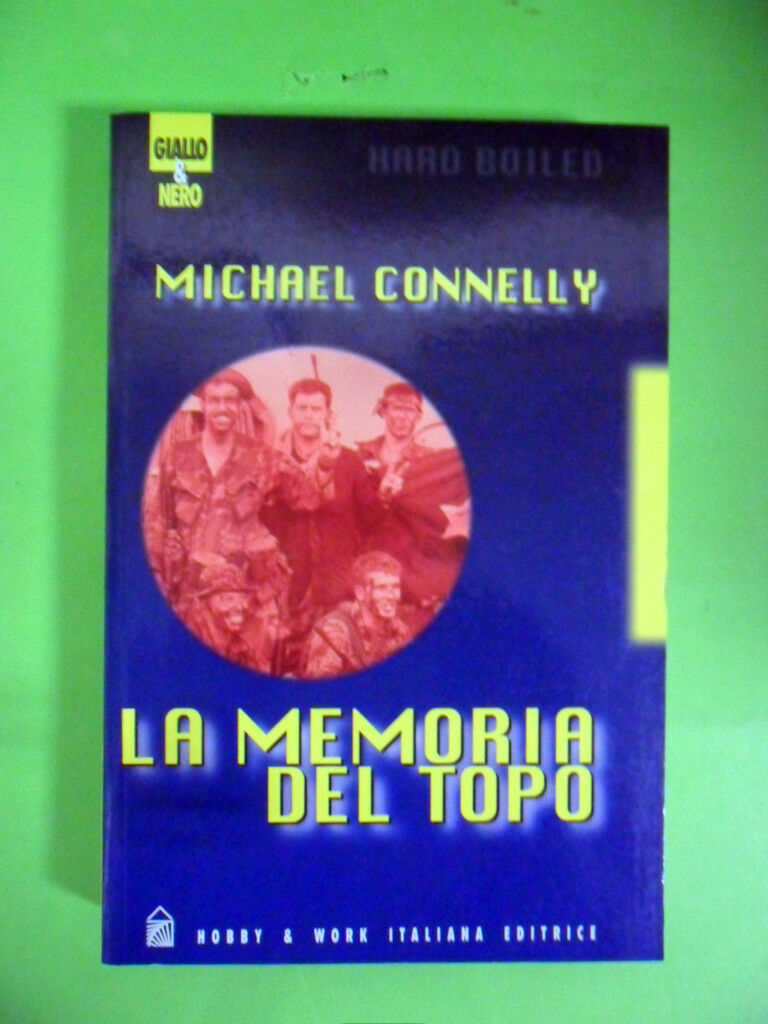 GIALLO
&
NERO
HARD BOILED
MICHAEL CONNELLY
LA MEMORIA
DEL TOPO
HOBBY & WORK ITALIANA EDITRICE